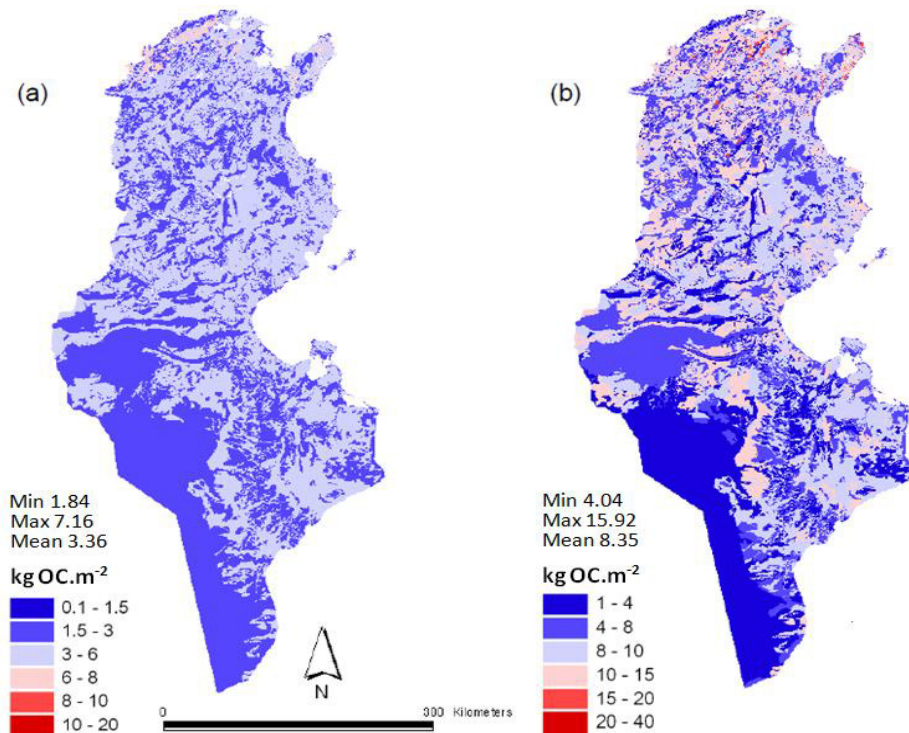 (a)
Min 1.84
Max 7.16
Mean 3.36
kg OC.m⁻²
0.1 - 1.5
1.5 - 3
3 - 6
6 - 8
8 - 10
10 - 20
N
0 300 Kilometers
(b)
Min 4.04
Max 15.92
Mean 8.35
kg OC.m⁻²
1 - 4
4 - 8
8 - 10
10 - 15
15 - 20
20 - 40